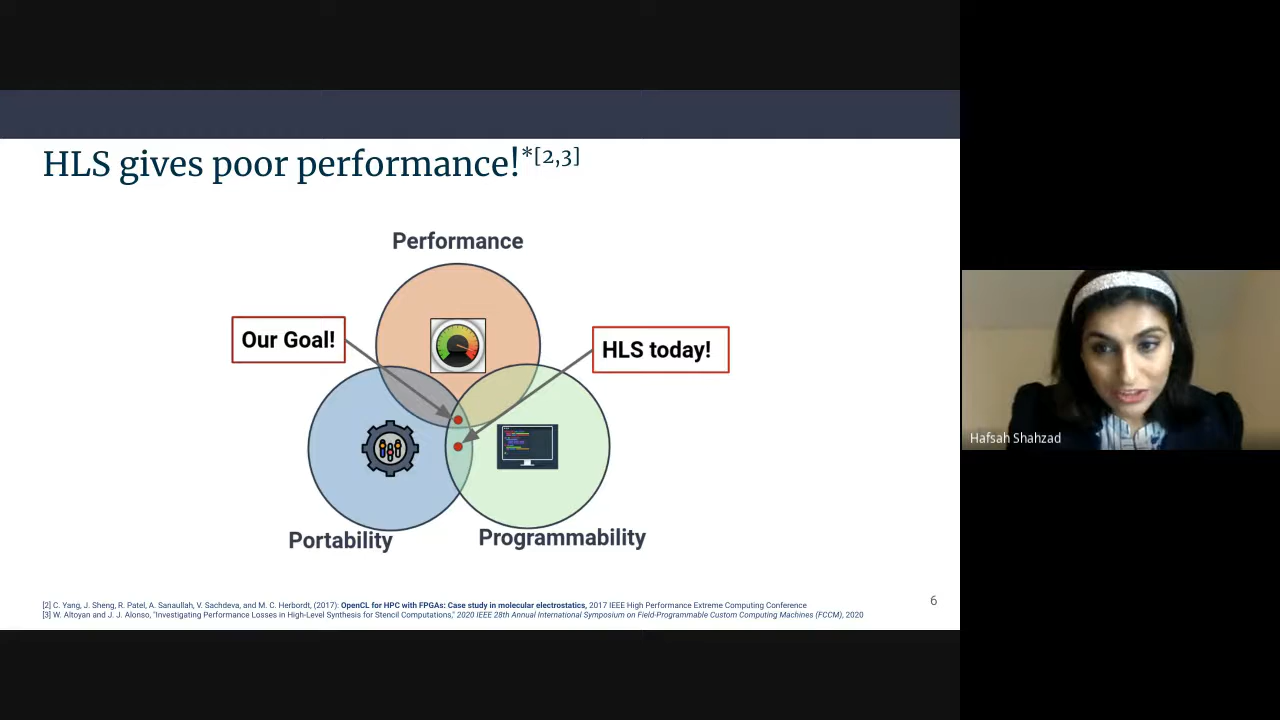 HLS gives poor performance!*[2,3]
Performance
Our Goal!
HLS today!
Portability
Programmability
[2] C. Yang, J. Sheng, R. Patel, A. Sanaullah, V. Sachdeva, and M. C. Herbordt, (2017): OpenCL for HPC with FPGAs: Case study in molecular electrostatics, 2017 IEEE High Performance Extreme Computing Conference
[3] W. Altoyan and J. J. Alonso, "Investigating Performance Losses in High-Level Synthesis for Stencil Computations," 2020 IEEE 28th Annual International Symposium on Field-Programmable Custom Computing Machines (FCCM), 2020
6
Hafsah Shahzad